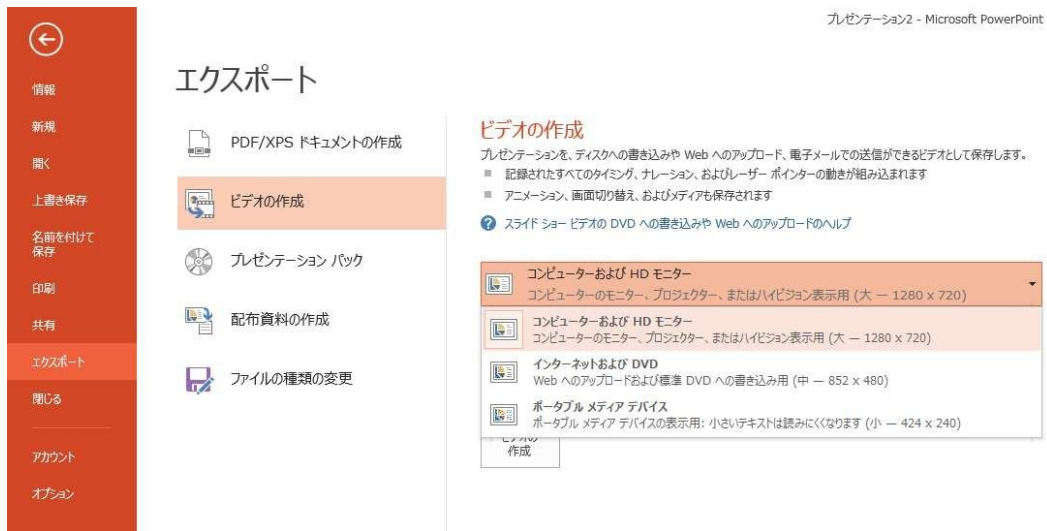 プレゼンテーション2 - Microsoft PowerPoint
情報
新規
開く
上書き保存
名前を付けて
保存
印刷
共有
エクスポート
閉じる
アカウント
オプション
エクスポート
PDF/XPS ドキュメントの作成
ビデオの作成
プレゼンテーション パック
配布資料の作成
ファイルの種類の変更
ビデオの作成
プレゼンテーションを、ディスクへの書き込みや Web へのアップロード、電子メールでの送信ができるビデオとして保存します。
記録されたすべてのタイミング、ナレーション、およびレーザー ポインターの動きが組み込まれます
アニメーション、画面切り替え、およびメディアも保存されます
スライド ショー ビデオの DVD への書き込みや Web へのアップロードのヘルプ
コンピューターおよび HD モニター
コンピューターのモニター、プロジェクター、またはハイビジョン表示用 (大 — 1280 x 720)
コンピューターおよび HD モニター
コンピューターのモニター、プロジェクター、またはハイビジョン表示用 (大 — 1280 x 720)
インターネットおよび DVD
Web へのアップロードおよび標準 DVD への書き込み用 (中 — 852 x 480)
ポータブル メディア デバイス
ポータブル メディア デバイスの表示用: 小さいテキストは読みにくくなります (小 — 424 x 240)
ビデオの
作成